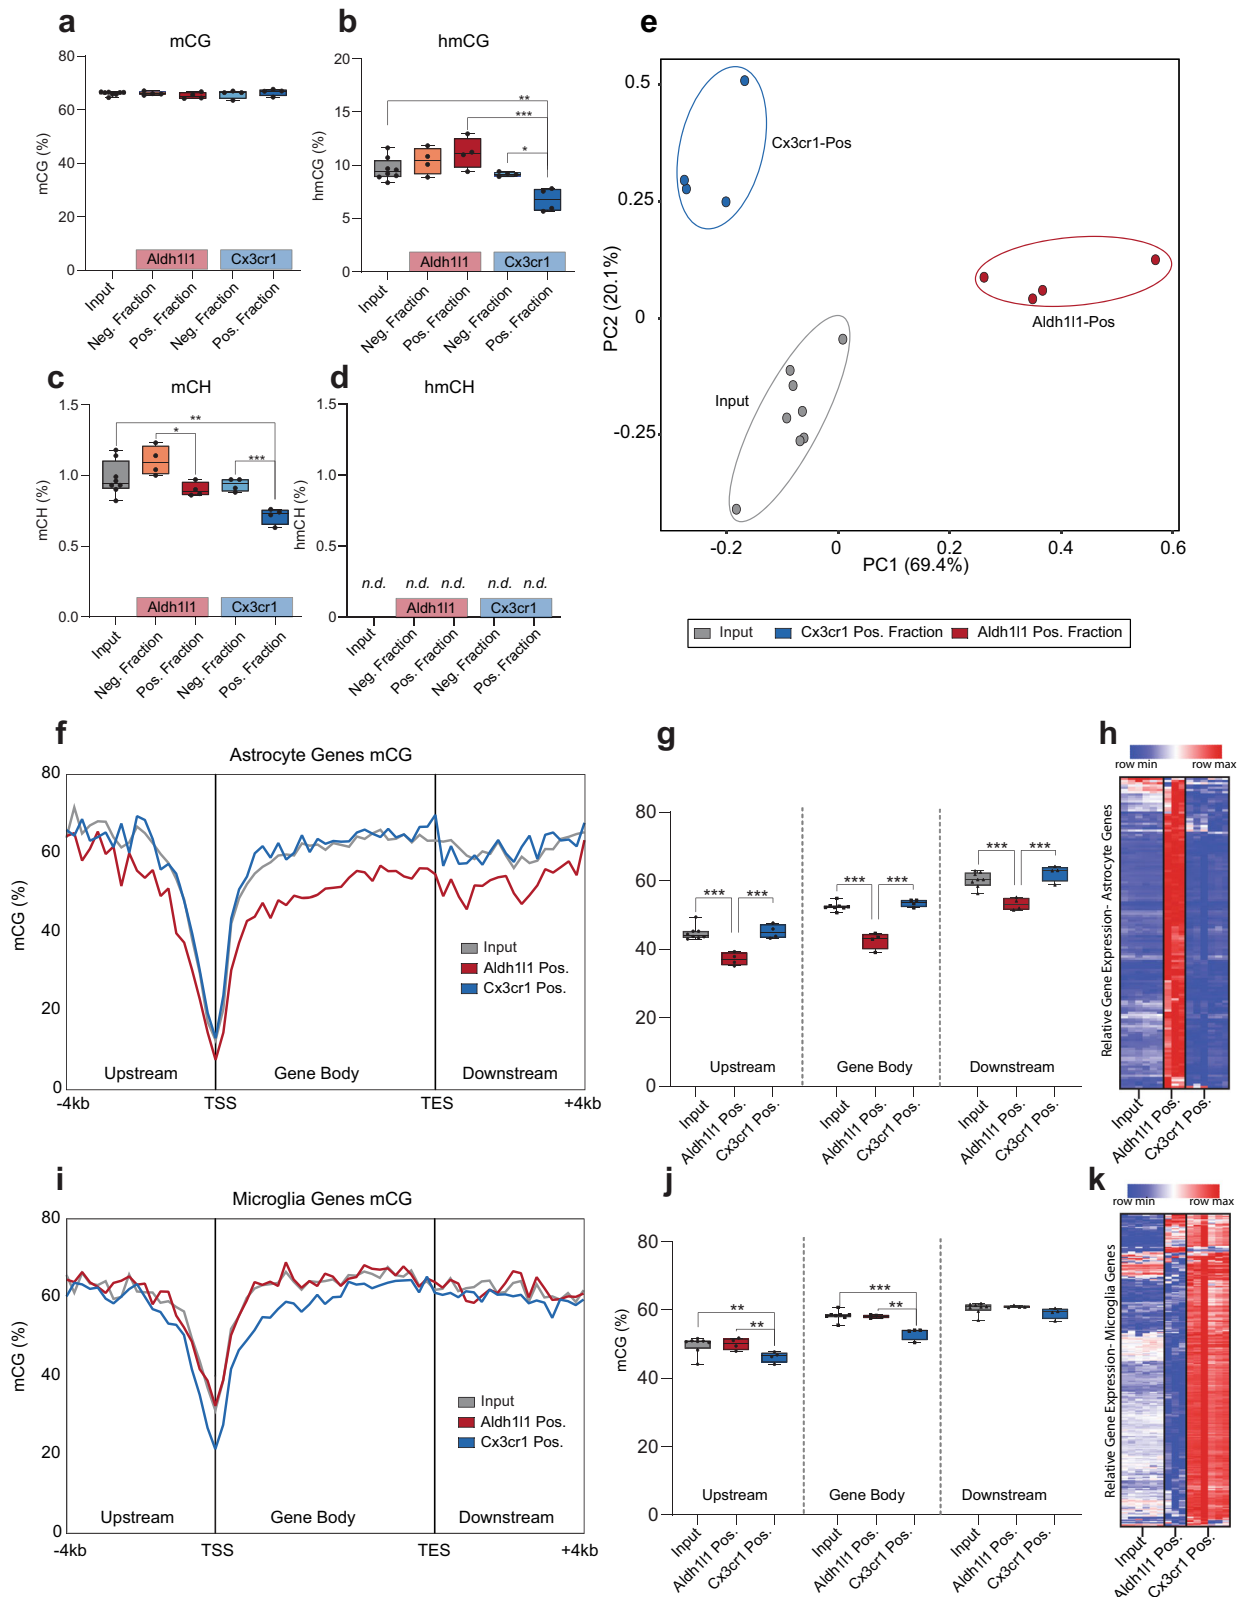 a
mCG
80
60
40
20
0
mCG (%)
Aldh1l1
Cx3cr1
Input
Neg. Fraction
Pos. Fraction
Neg. Fraction
Pos. Fraction
b
hmCG
20
15
10
5
0
hmCG (%)
**
***
*
Aldh1l1
Cx3cr1
Input
Neg. Fraction
Pos. Fraction
Neg. Fraction
Pos. Fraction
c
mCH
1.5
1.0
0.5
0.0
mCH (%)
**
*
***
Aldh1l1
Cx3cr1
Input
Neg. Fraction
Pos. Fraction
Neg. Fraction
Pos. Fraction
d
hmCH
1.5
1.0
0.5
0
hmCH (%)
n.d. n.d. n.d. n.d. n.d.
Aldh1l1
Cx3cr1
Input
Neg. Fraction
Pos. Fraction
Neg. Fraction
Pos. Fraction
e
0.5
0.25
0
-0.25
PC2 (20.1%)
Cx3cr1-Pos
Aldh1l1-Pos
Input
-0.2 0 0.2 0.4 0.6
PC1 (69.4%)
Input Cx3cr1 Pos. Fraction Aldh1l1 Pos. Fraction
f
Astrocyte Genes mCG
80
60
40
20
0
mCG (%)
Input
Aldh1l1 Pos.
Cx3cr1 Pos.
Upstream Gene Body Downstream
-4kb TSS TES +4kb
g
80
60
40
20
0
*** ***
*** ***
*** ***
Upstream Gene Body Downstream
Input
Aldh1l1 Pos.
Cx3cr1 Pos.
Input
Aldh1l1 Pos.
Cx3cr1 Pos.
Input
Aldh1l1 Pos.
Cx3cr1 Pos.
h
row min row max
Relative Gene Expression- Astrocyte Genes
Input
Aldh1l1 Pos.
Cx3cr1 Pos.
i
Microglia Genes mCG
80
60
40
20
0
mCG (%)
Input
Aldh1l1 Pos.
Cx3cr1 Pos.
Upstream Gene Body Downstream
-4kb TSS TES +4kb
j
80
60
40
20
0
mCG (%)
**
**
***
**
Upstream Gene Body Downstream
Input
Aldh1l1 Pos.
Cx3cr1 Pos.
Input
Aldh1l1 Pos.
Cx3cr1 Pos.
Input
Aldh1l1 Pos.
Cx3cr1 Pos.
k
row min row max
Relative Gene Expression- Microglia Genes
Input
Aldh1l1 Pos.
Cx3cr1 Pos.